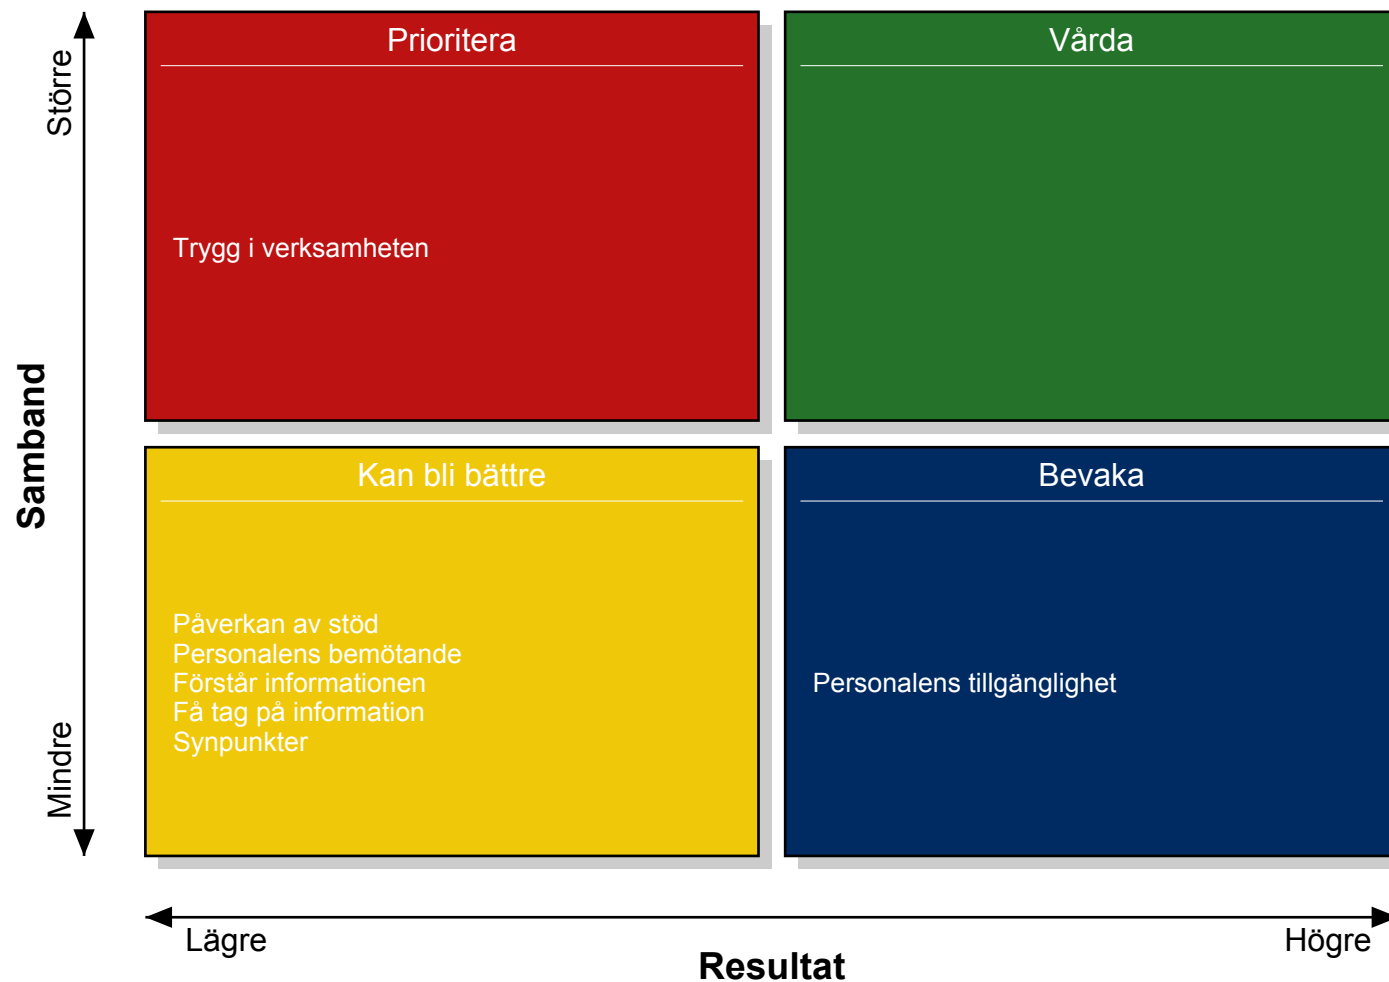 Större
Samband
Mindre
Prioritera
Trygg i verksamheten
Vårda
Kan bli bättre
Påverkan av stöd
Personalens bemötande
Förstår informationen
Få tag på information
Synpunkter
Bevaka
Personalens tillgänglighet
Lägre
Resultat
Högre